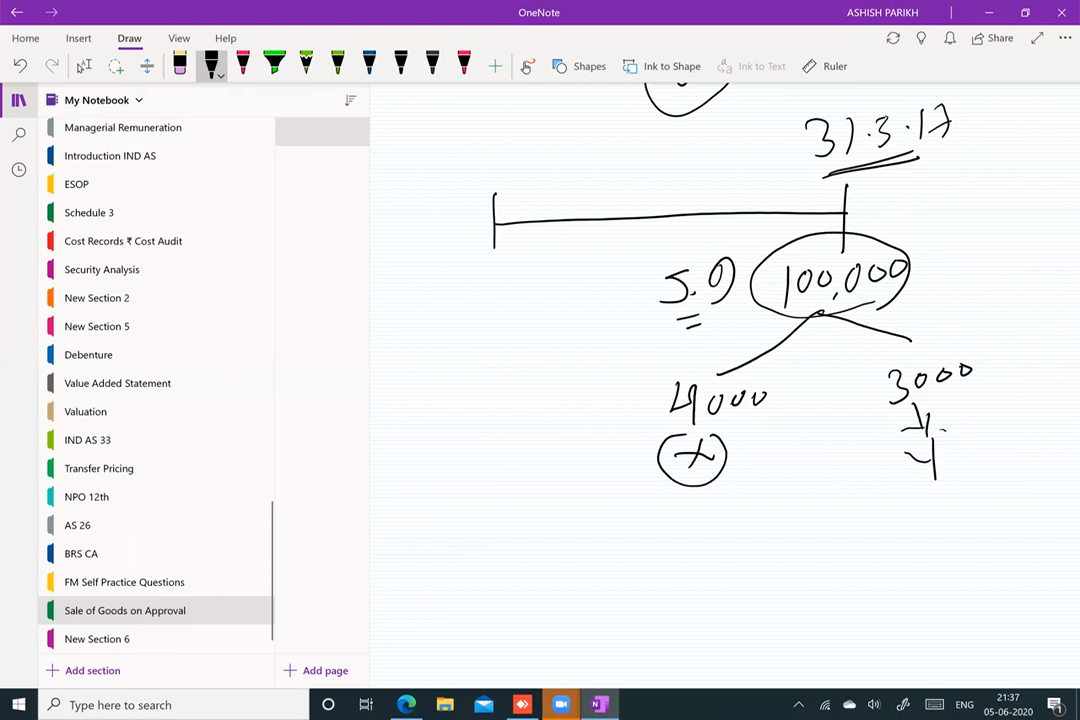 OneNote
ASHISH PARIKH
Home Insert Draw View Help
Share
Shapes Ink to Shape Ink to Text Ruler
My Notebook
Managerial Remuneration
Introduction IND AS
ESOP
Schedule 3
Cost Records ₹ Cost Audit
Security Analysis
New Section 2
New Section 5
Debenture
Value Added Statement
Valuation
IND AS 33
Transfer Pricing
NPO 12th
AS 26
BRS CA
FM Self Practice Questions
Sale of Goods on Approval
New Section 6
Add section
Add page
31.3.17
100,000
4000
3000
Type here to search
ENG
21:37
05-06-2020
1